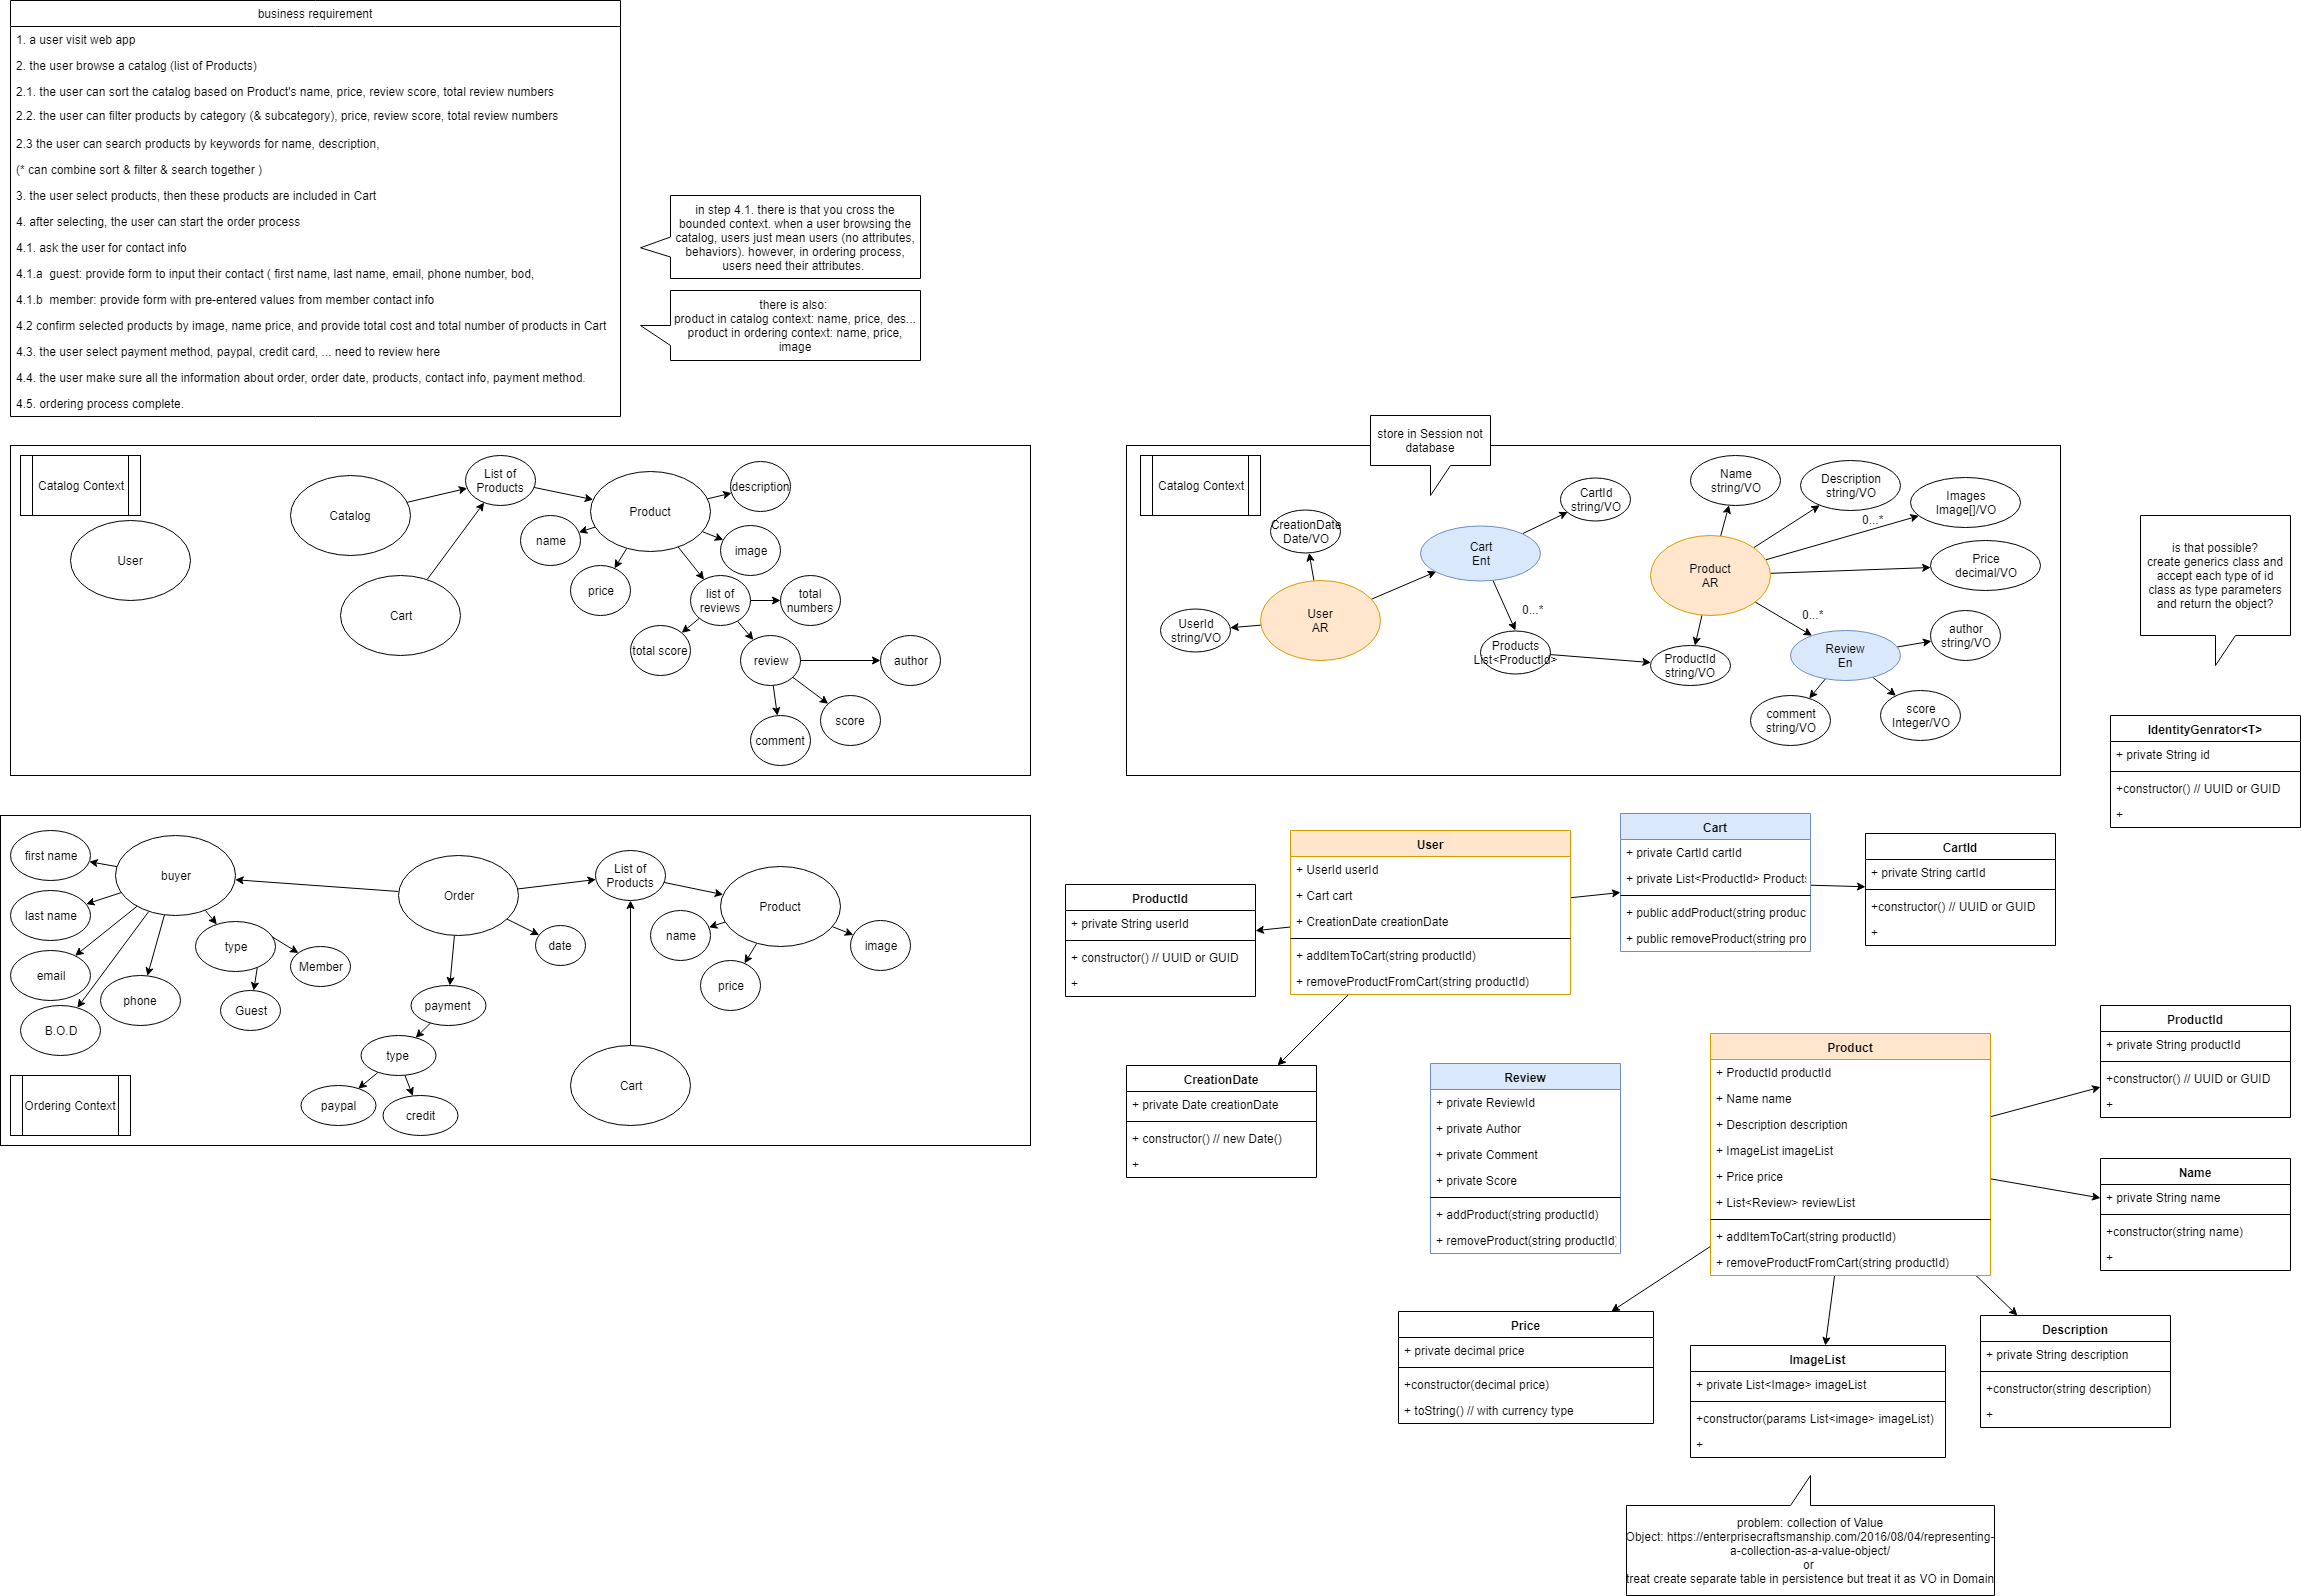 business requirement
1. a user visit web app
2. the user browse a catalog (list of Products)
2.1. the user can sort the catalog based on Product's name, price, review score, total review numbers
2.2. the user can filter products by category (& subcategory), price, review score, total review numbers
2.3 the user can search products by keywords for name, description,
(* can combine sort & filter & search together )
3. the user select products, then these products are included in Cart
4. after selecting, the user can start the order process
4.1. ask the user for contact info
4.1.a  guest: provide form to input their contact ( first name, last name, email, phone number, bod,
4.1.b  member: provide form with pre-entered values from member contact info
4.2 confirm selected products by image, name price, and provide total cost and total number of products in Cart
4.3. the user select payment method, paypal, credit card, ... need to review here
4.4. the user make sure all the information about order, order date, products, contact info, payment method.
4.5. ordering process complete.
in step 4.1. there is that you cross the
bounded context. when a user browsing the
catalog, users just mean users (no attributes,
behaviors). however, in ordering process,
users need their attributes.
there is also:
product in catalog context: name, price, des...
product in ordering context: name, price,
image
Catalog Context
User
Catalog
Cart
List of
Products
Product
description
name
image
price
list of
reviews
total
numbers
total score
review
author
score
comment
store in Session not
database
Catalog Context
CreationDate
Date/VO
UserId
string/VO
User
AR
Cart
Ent
CartId
string/VO
0...*
Products
List<ProductId>
Name
string/VO
Description
string/VO
Images
Image[]/VO
0...*
Product
AR
Price
decimal/VO
0...*
ProductId
string/VO
Review
En
author
string/VO
comment
string/VO
score
Integer/VO
is that possible?
create generics class and
accept each type of id
class as type parameters
and return the object?
IdentityGenrator<T>
+ private String id
+constructor() // UUID or GUID
+
first name
last name
email
B.O.D
phone
buyer
type
Member
Guest
Order
date
payment
type
paypal
credit
List of
Products
Product
name
price
image
Cart
Ordering Context
ProductId
+ private String userId
+ constructor() // UUID or GUID
+
User
+ UserId userId
+ Cart cart
+ CreationDate creationDate
+ addItemToCart(string productId)
+ removeProductFromCart(string productId)
Cart
+ private CartId cartId
+ private List<ProductId> Products
+ public addProduct(string produc
+ public removeProduct(string pro
CartId
+ private String cartId
+constructor() // UUID or GUID
+
CreationDate
+ private Date creationDate
+ constructor() // new Date()
+
Review
+ private ReviewId
+ private Author
+ private Comment
+ private Score
+ addProduct(string productId)
+ removeProduct(string productId)
Product
+ ProductId productId
+ Name name
+ Description description
+ ImageList imageList
+ Price price
+ List<Review> reviewList
+ addItemToCart(string productId)
+ removeProductFromCart(string productId)
ProductId
+ private String productId
+constructor() // UUID or GUID
+
Name
+ private String name
+constructor(string name)
+
Price
+ private decimal price
+constructor(decimal price)
+ toString() // with currency type
ImageList
+ private List<Image> imageList
+constructor(params List<image> imageList)
+
Description
+ private String description
+constructor(string description)
+
problem: collection of Value
Object: https://enterprisecraftsmanship.com/2016/08/04/representing-
a-collection-as-a-value-object/
or
treat create separate table in persistence but treat it as VO in Domain